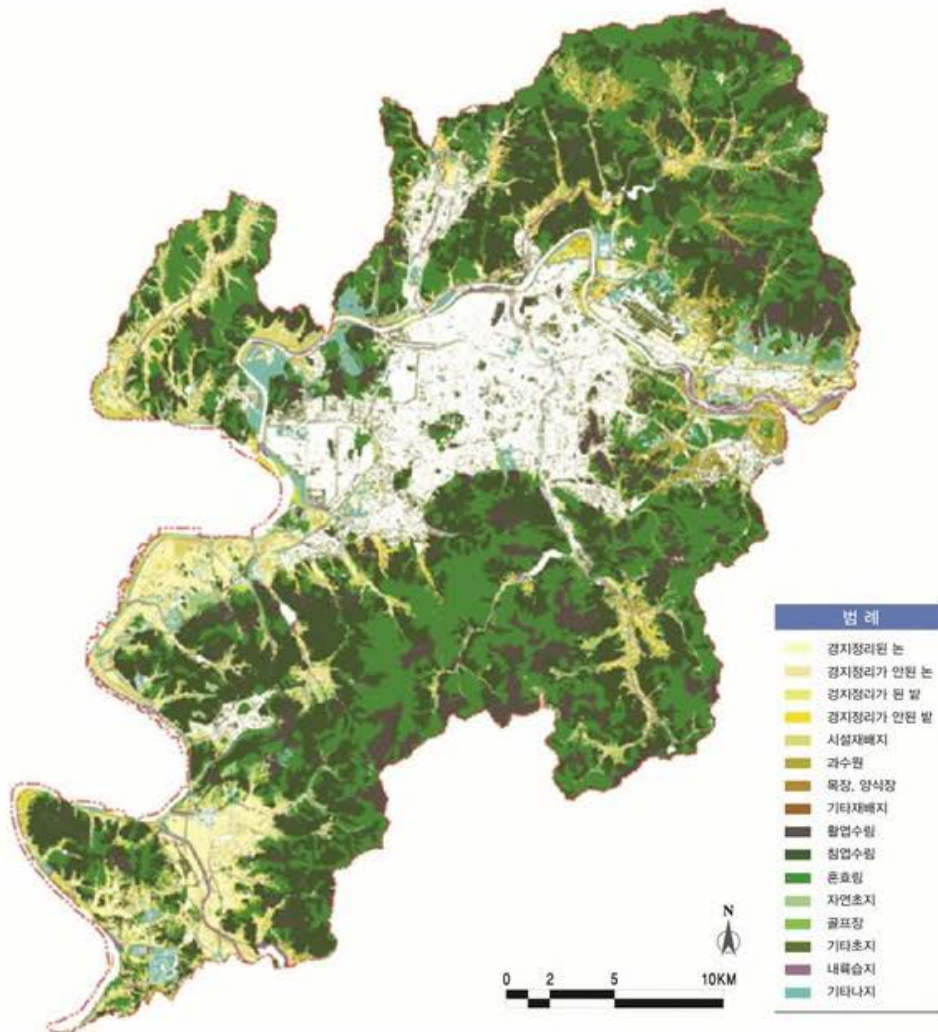 범 례
경지정리된 논
경지정리가 안된 논
경지정리가 된 밭
경지정리가 안된 밭
시설재배지
과수원
목장, 양식장
기타재배지
활엽수림
침엽수림
혼효림
자연초지
골프장
기타초지
내륙습지
기타나지
N
0 2 5 10KM